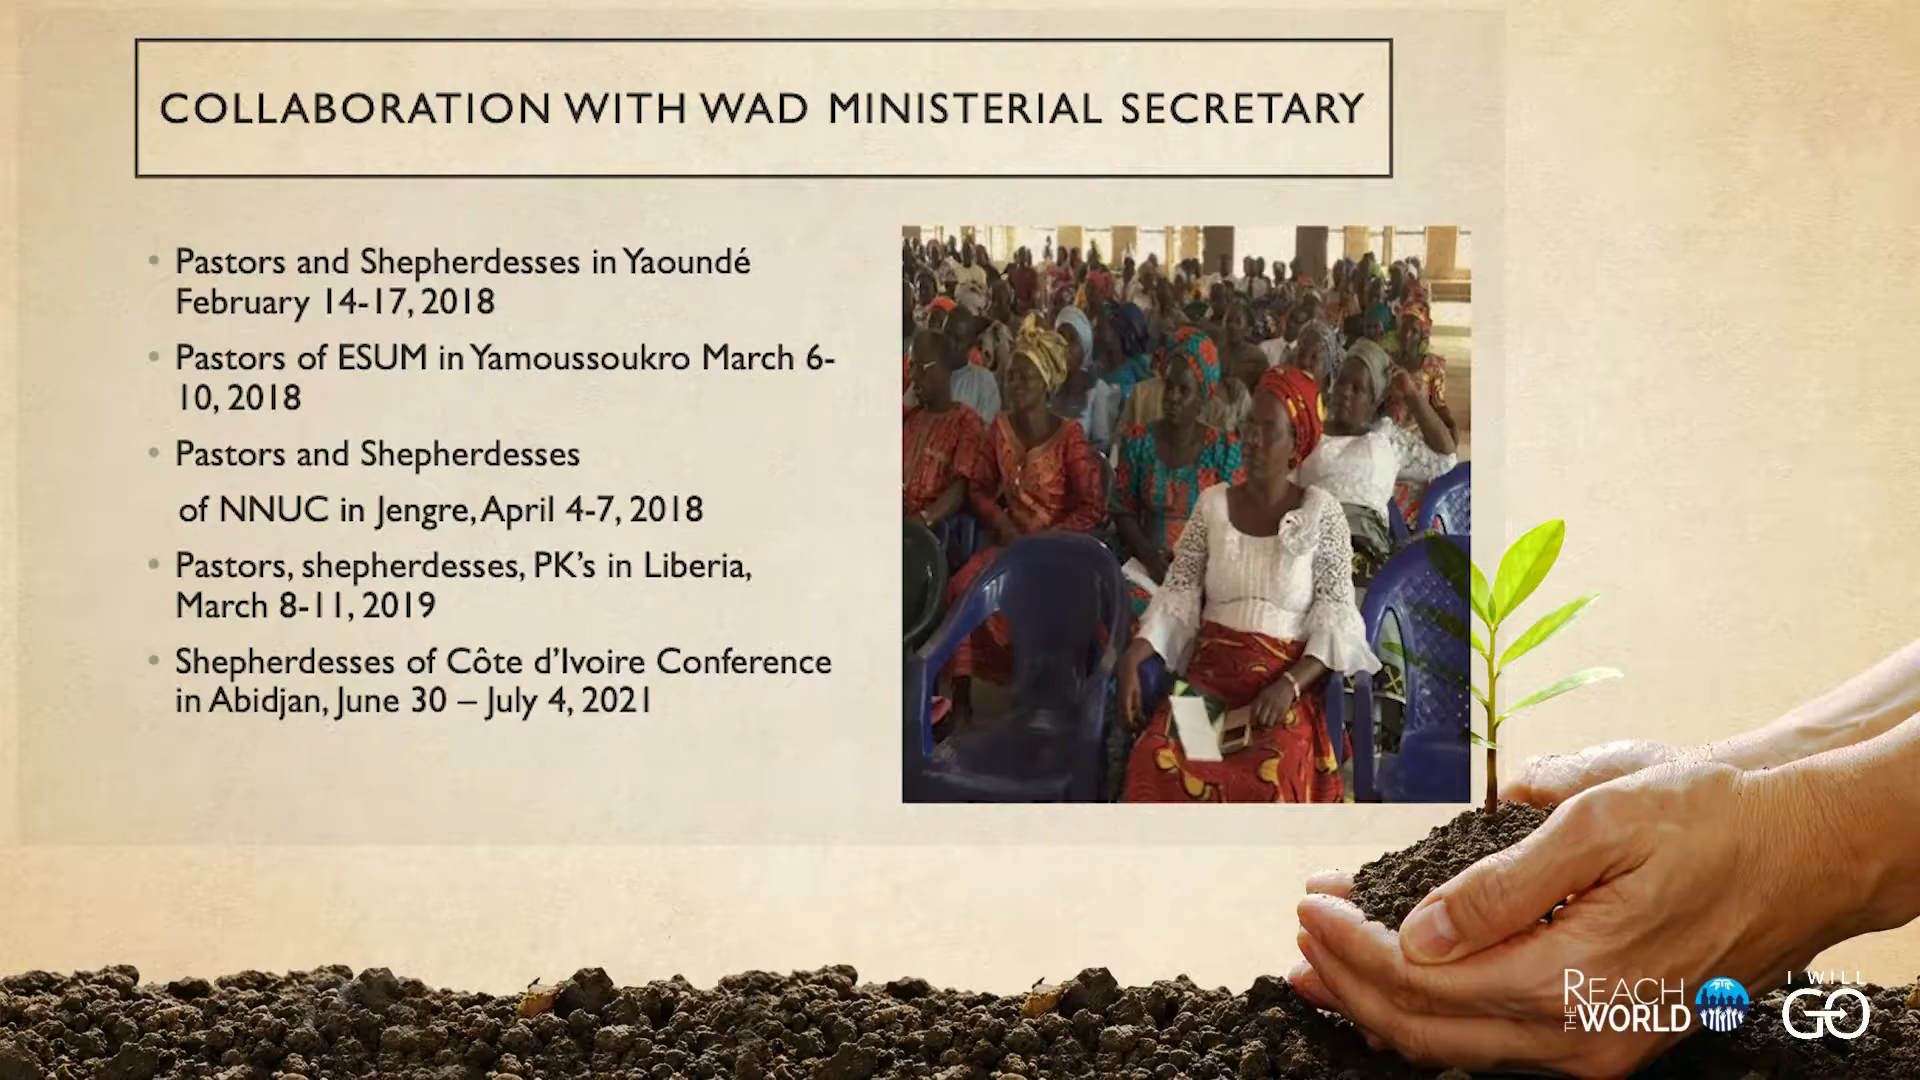 COLLABORATION WITH WAD MINISTERIAL SECRETARY
• Pastors and Shepherdesses in Yaoundé
February 14-17, 2018
• Pastors of ESUM in Yamoussoukro March 6-
10, 2018
• Pastors and Shepherdesses
of NNUC in Jengre, April 4-7, 2018
• Pastors, shepherdesses, PK’s in Liberia,
March 8-11, 2019
• Shepherdesses of Côte d’Ivoire Conference
in Abidjan, June 30 – July 4, 2021
REACH
THE WORLD
I WILL
GO